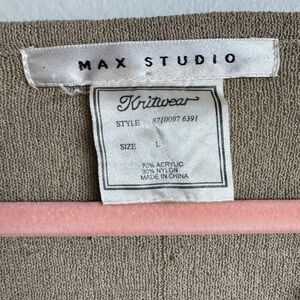 MAX STUDIO
Knitwear
STYLE 8710097 6391
SIZE L
70% ACRYLIC
30% NYLON
MADE IN CHINA